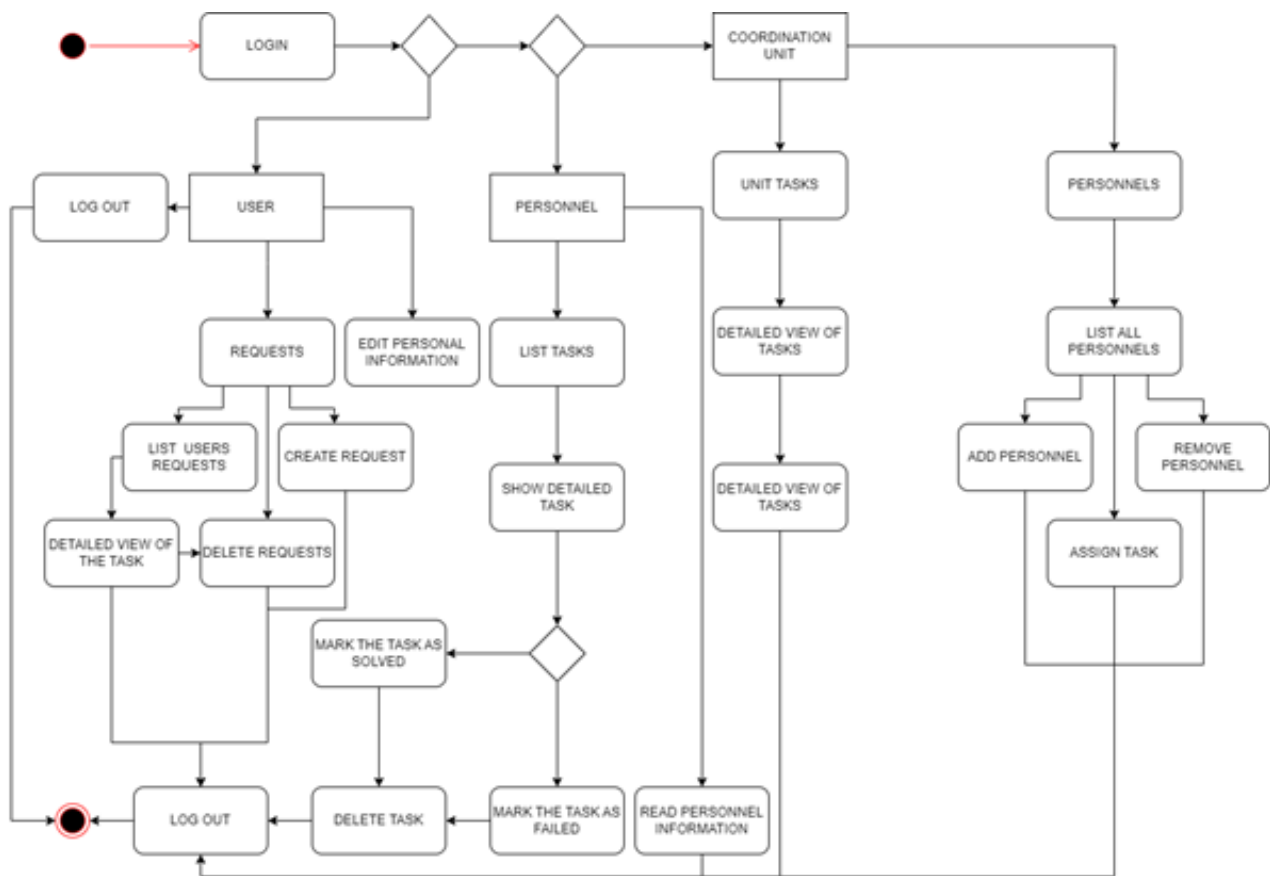 LOGIN
COORDINATION
UNIT
UNIT TASKS
PERSONNELS
LOG OUT
USER
PERSONNEL
REQUESTS
EDIT PERSONAL
INFORMATION
LIST TASKS
DETAILED VIEW OF
TASKS
LIST ALL
PERSONNELS
LIST USERS
REQUESTS
CREATE REQUEST
ADD PERSONNEL
REMOVE
PERSONNEL
SHOW DETAILED
TASK
DETAILED VIEW OF
TASKS
DETAILED VIEW OF
THE TASK
DELETE REQUESTS
ASSIGN TASK
MARK THE TASK AS
SOLVED
LOG OUT
DELETE TASK
MARK THE TASK AS
FAILED
READ PERSONNEL
INFORMATION